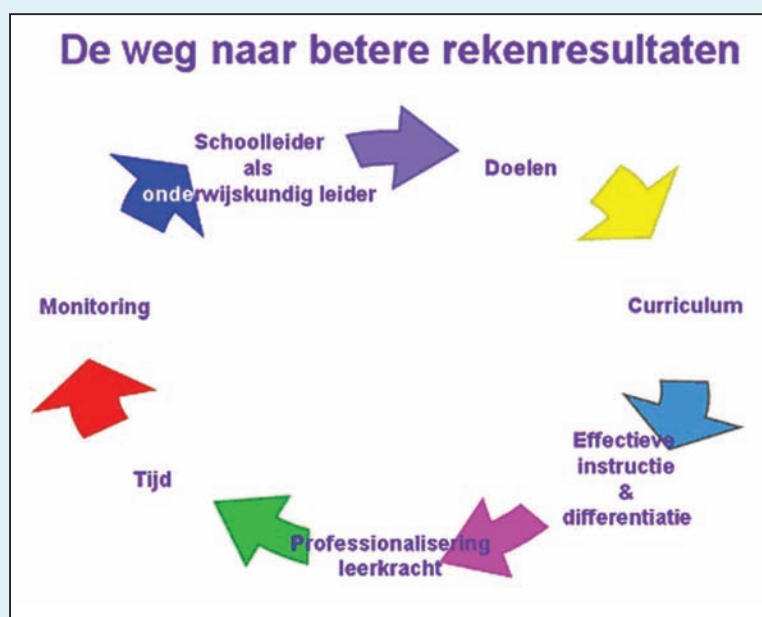 De weg naar betere rekenresultaten
Schoolleider
als
onderwijskundig leider
Doelen
Curriculum
Effectieve
instructie
&
differentiatie
Professionalisering
leerkracht
Tijd
Monitoring